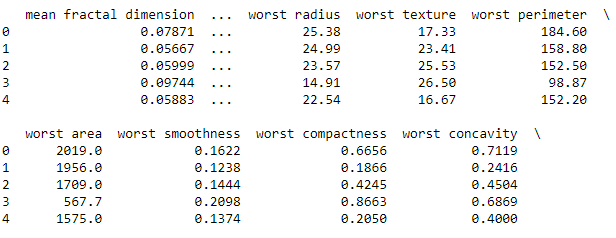 mean fractal dimension ... worst radius worst texture worst perimeter \
0 0.07871 ... 25.38 17.33 184.60
1 0.05667 ... 24.99 23.41 158.80
2 0.05999 ... 23.57 25.53 152.50
3 0.09744 ... 14.91 26.50 98.87
4 0.05883 ... 22.54 16.67 152.20
worst area worst smoothness worst compactness worst concavity \
0 2019.0 0.1622 0.6656 0.7119
1 1956.0 0.1238 0.1866 0.2416
2 1709.0 0.1444 0.4245 0.4504
3 567.7 0.2098 0.8663 0.6869
4 1575.0 0.1374 0.2050 0.4000